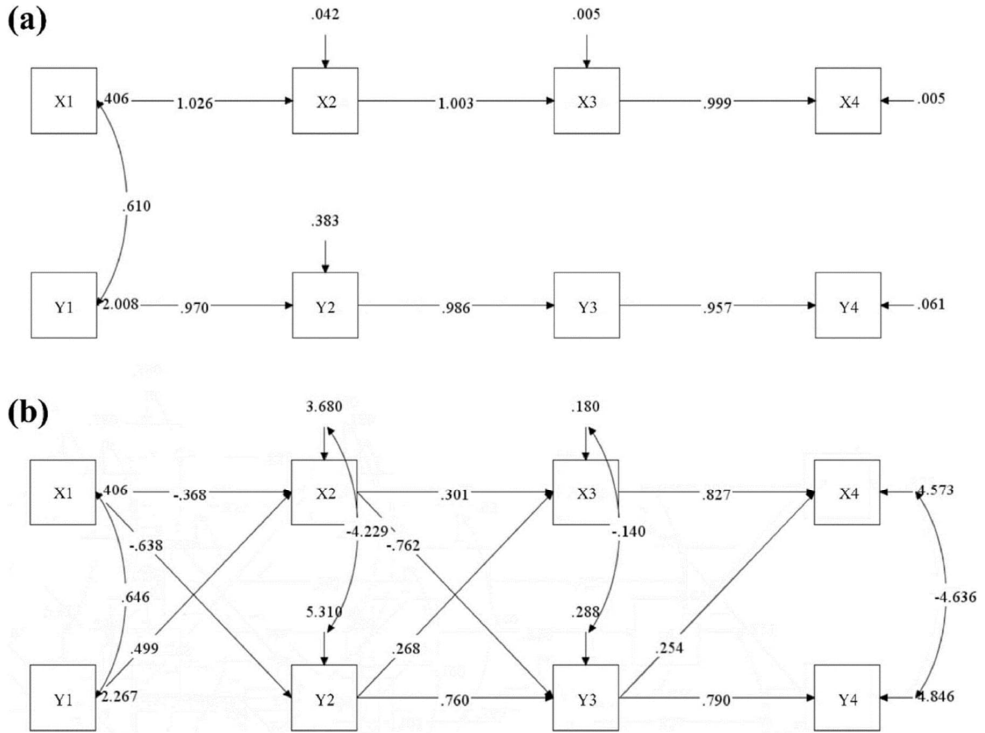 (a)
.042 .005
X1 .406 1.026 X2 1.003 X3 .999 X4 .005
.610
.383
Y1 2.008 .970 Y2 .986 Y3 .957 Y4 .061
(b)
3.680 .180
X1 .406 -.368 X2 .301 X3 .827 X4 4.573
-.638 -4.229 -.762 -.140
.646 -4.636
5.310 .288
.499 .268 .254
Y1 2.267 Y2 .760 Y3 .790 Y4 4.846